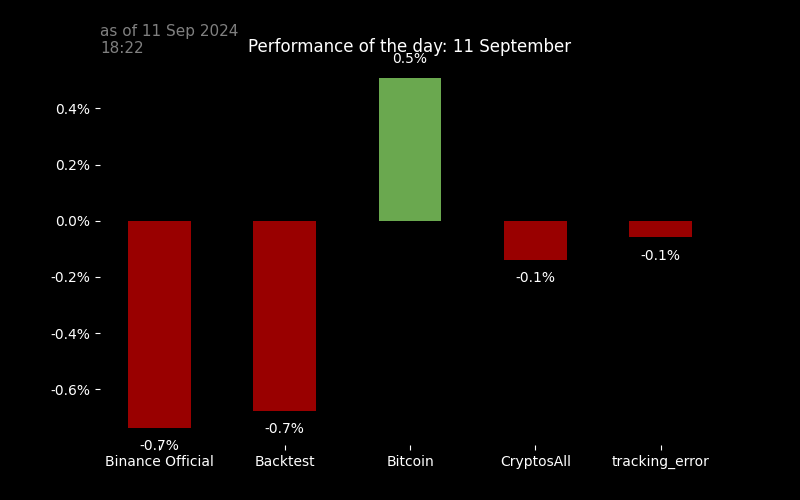 as of 11 Sep 2024
18:22
Performance of the day: 11 September
0.5%
0.4%
0.2%
0.0%
-0.2%
-0.4%
-0.6%
-0.7%
-0.7%
-0.1%
-0.1%
Binance Official
Backtest
Bitcoin
CryptosAll
tracking_error